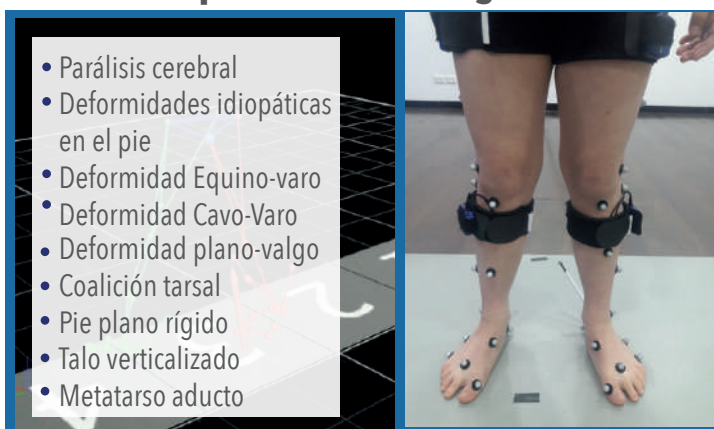 • Parálisis cerebral
• Deformidades idiopáticas
en el pie
• Deformidad Equino-varo
• Deformidad Cavo-Varo
• Deformidad plano-valgo
• Coalición tarsal
• Pie plano rígido
• Talo verticalizado
• Metatarso aducto